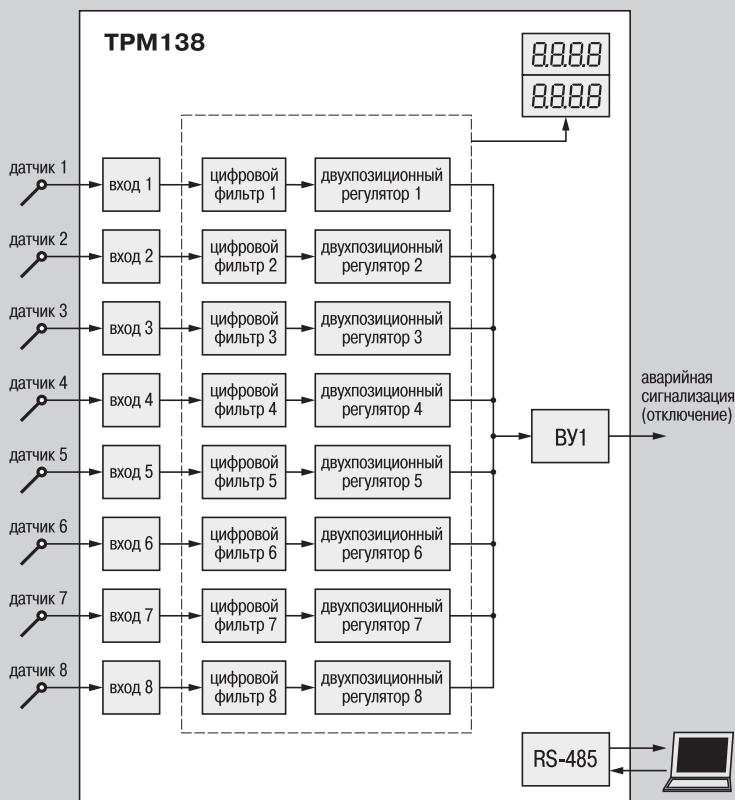 ТРМ138
8.8.8.8
8.8.8.8
датчик 1
вход 1
цифровой
фильтр 1
двухпозиционный
регулятор 1
датчик 2
вход 2
цифровой
фильтр 2
двухпозиционный
регулятор 2
датчик 3
вход 3
цифровой
фильтр 3
двухпозиционный
регулятор 3
датчик 4
вход 4
цифровой
фильтр 4
двухпозиционный
регулятор 4
аварийная
сигнализация
(отключение)
ВУ1
датчик 5
вход 5
цифровой
фильтр 5
двухпозиционный
регулятор 5
датчик 6
вход 6
цифровой
фильтр 6
двухпозиционный
регулятор 6
датчик 7
вход 7
цифровой
фильтр 7
двухпозиционный
регулятор 7
датчик 8
вход 8
цифровой
фильтр 8
двухпозиционный
регулятор 8
RS-485